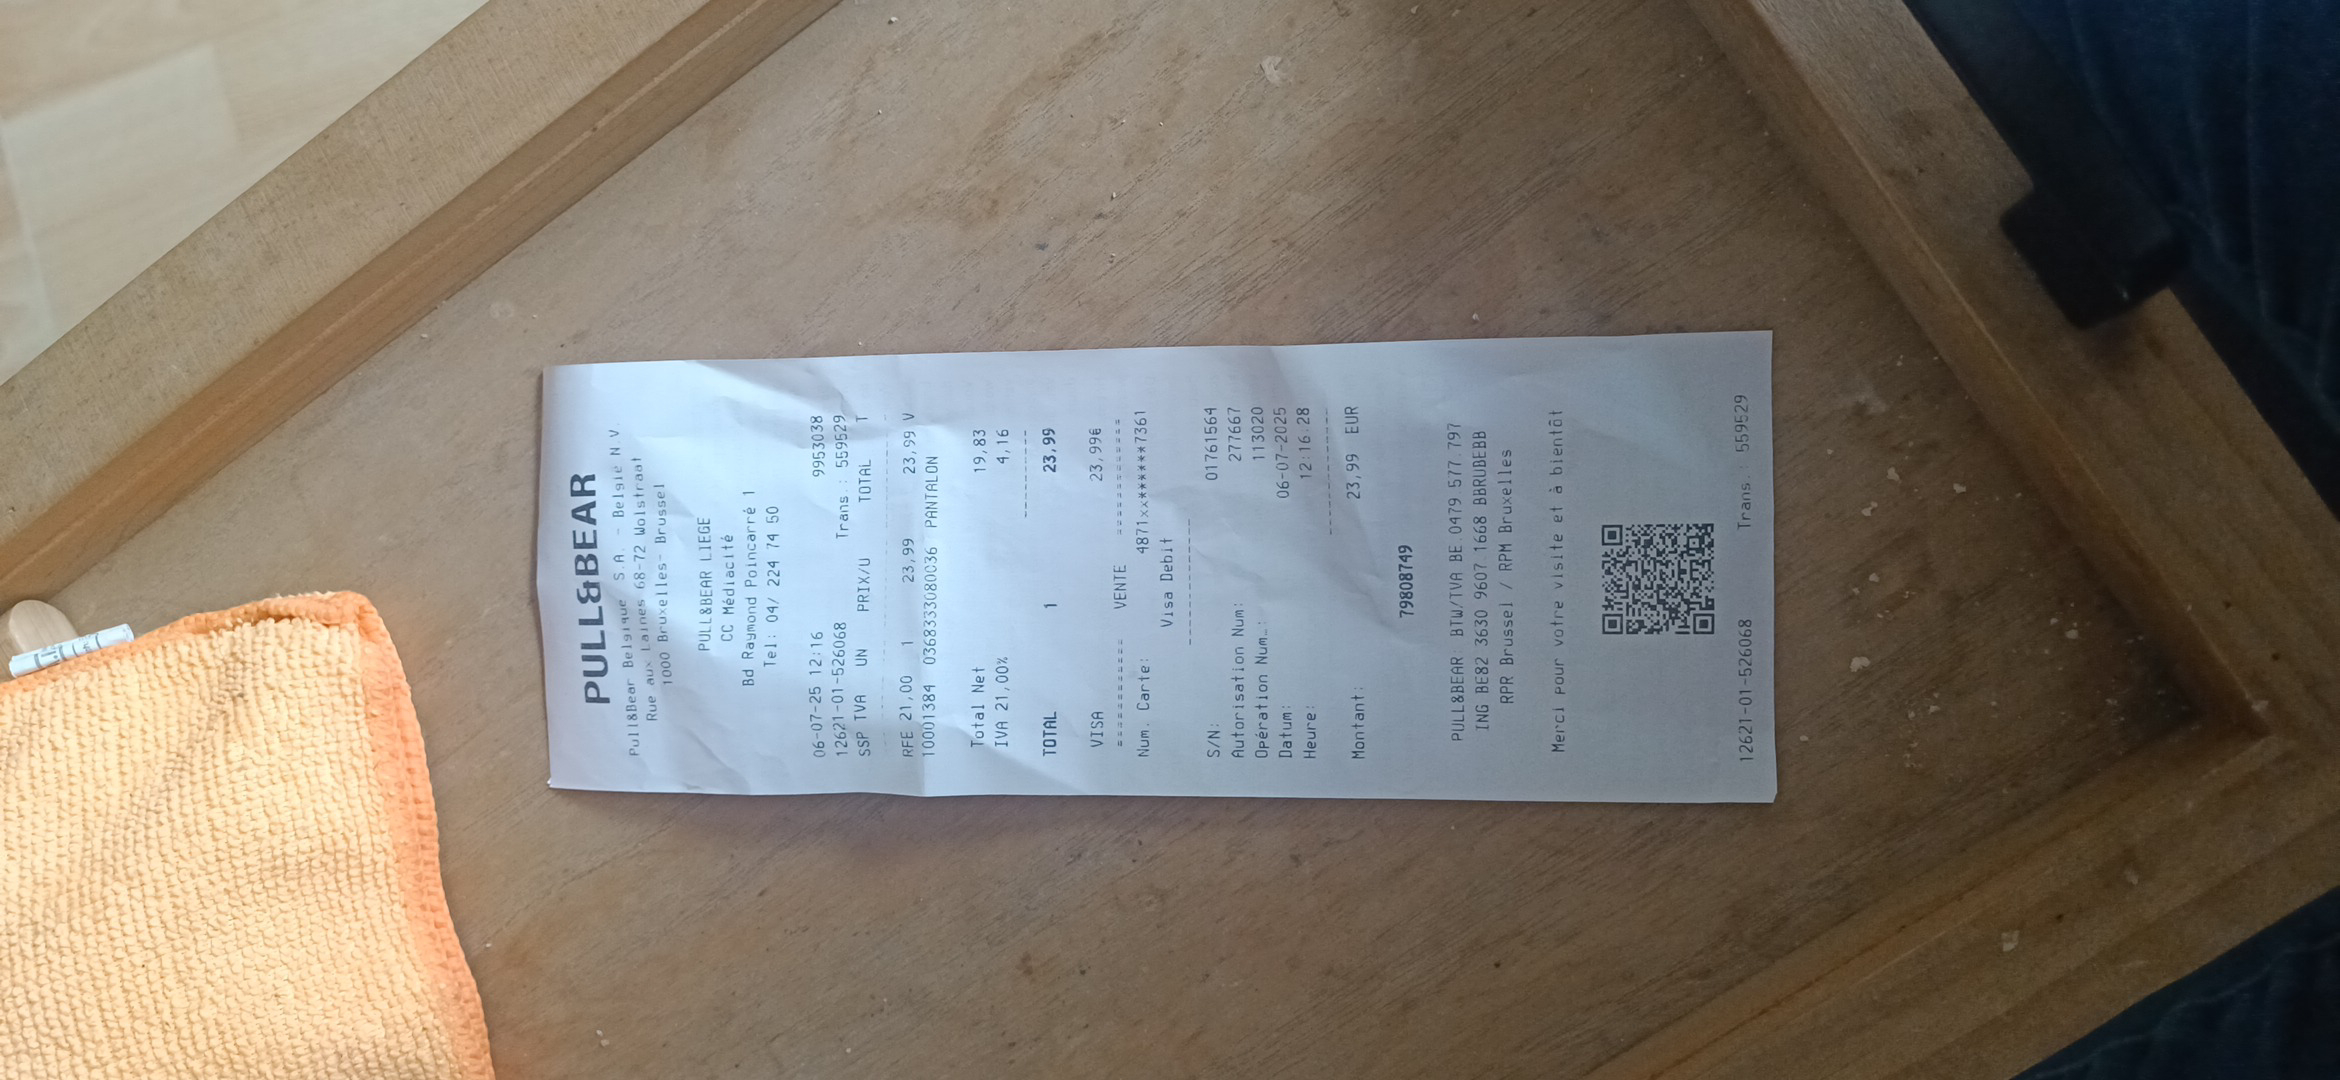 PULL&BEAR
Pull&Bear Belgique S.A. - België N.V.
Rue aux Laines 68-72 Wolstraat
1000 Bruxelles- Brussel
PULL&BEAR LIEGE
CC Médiacité
Bd Raymond Poincarré 1
Tel: 04/ 224 74 50
06-07-25 12:16 9953038
12621-01-526068 Trans.: 559529
SSP TVA UN PRIX/U TOTAL T
RFE 21,00 1 23,99 23,99 V
10001384 03683333080036 PANTALON
Total Net 19,83
IVA 21,00% 4,16
TOTAL 1 23,99
VISA 23,99€
============ VENTE ============
Num. Carte: 4871xx******7361
Visa Debit
S/N: 01761564
Autorisation Num: 277667
Opération Num.: 113020
Datum: 06-07-2025
Heure: 12:16:28
Montant: 23,99 EUR
79808749
PULL&BEAR: BTW/TVA BE.0479.577.797
ING BE82 3630 9607 1668 BBRUBEBB
RPR Brussel / RPM Bruxelles
Merci pour votre visite et à bientôt
12621-01-526068 Trans.: 559529